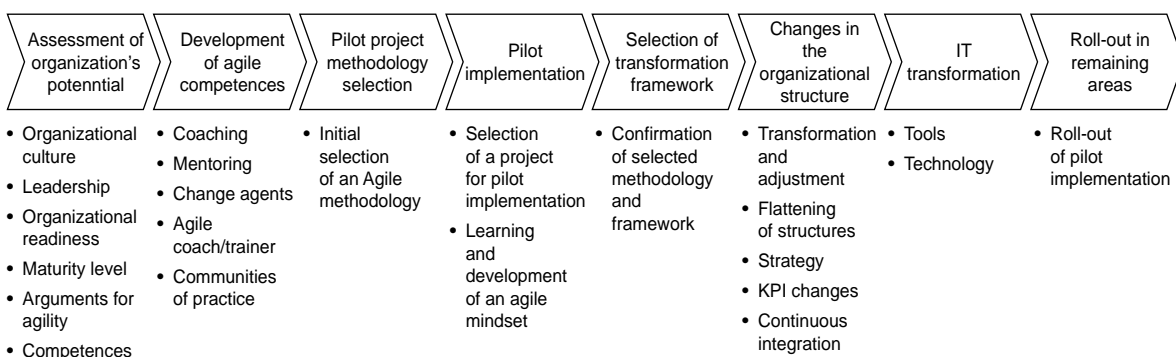 Assessment of
organization's
potenntial
Development
of agile
competences
Pilot project
methodology
selection
Pilot
implementation
Selection of
transformation
framework
Changes in
the
organizational
structure
IT
transformation
Roll-out in
remaining
areas
• Organizational
culture
• Leadership
• Organizational
readiness
• Maturity level
• Arguments for
agility
• Competences
• Coaching
• Mentoring
• Change agents
• Agile
coach/trainer
• Communities
of practice
• Initial
selection
of an Agile
methodology
• Selection
of a project
for pilot
implementation
• Learning
and
development
of an agile
mindset
• Confirmation
of selected
methodology
and
framework
• Transformation
and
adjustment
• Flattening
of structures
• Strategy
• KPI changes
• Continuous
integration
• Tools
• Technology
• Roll-out
of pilot
implementation